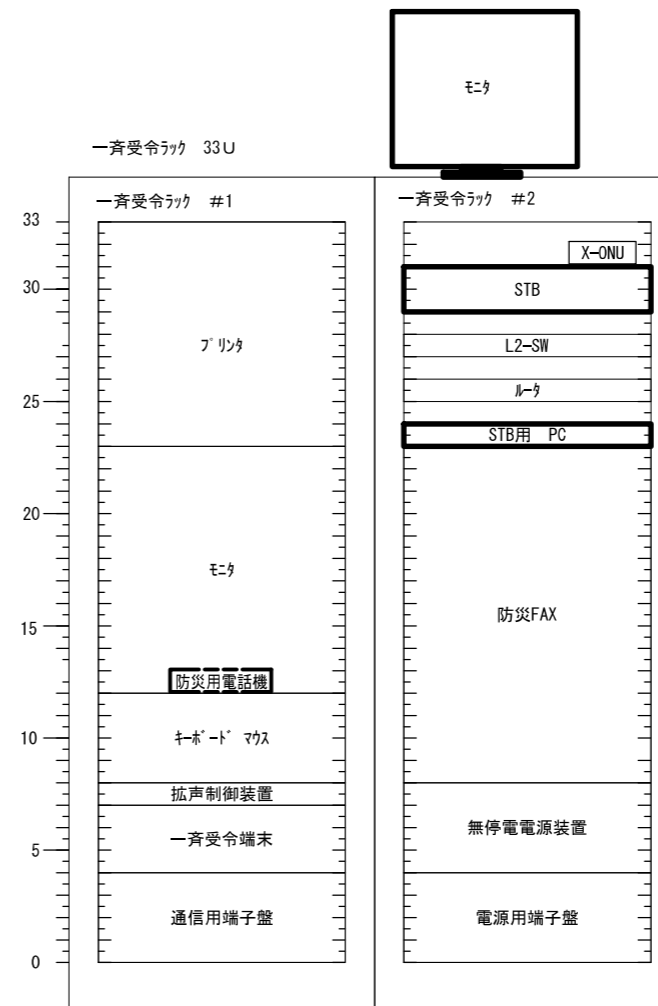 モニタ
一斉受令ラック 33U
一斉受令ラック #1
一斉受令ラック #2
33
X-ONU
30
STB
プリンタ
L2-SW
ルータ
25
STB用 PC
20
モニタ
防災FAX
15
防災用電話機
10
キーボード マウス
拡声制御装置
無停電電源装置
一斉受令端末
5
通信用端子盤
電源用端子盤
0